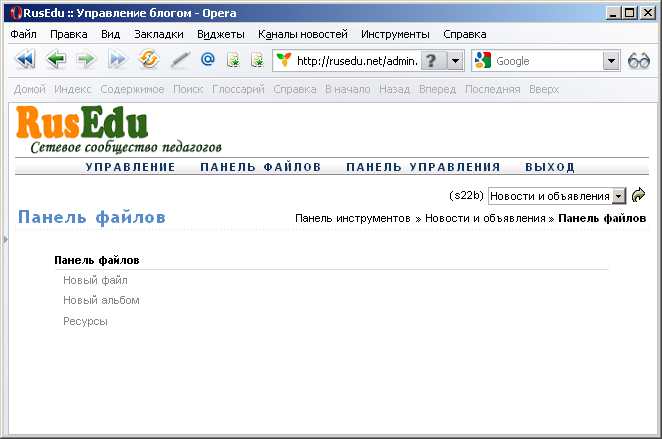 RusEdu :: Управление блогом - Opera
Файл Правка Вид Закладки Виджеты Каналы новостей Инструменты Справка
http://rusedu.net/admin. ? Google
Домой Индекс Содержимое Поиск Глоссарий Справка В начало Назад Вперед Последняя Вверх
RusEdu
Сетевое сообщество педагогов
УПРАВЛЕНИЕ ПАНЕЛЬ ФАЙЛОВ ПАНЕЛЬ УПРАВЛЕНИЯ ВЫХОД
(s22b) Новости и объявления
Панель файлов Панель инструментов » Новости и объявления » Панель файлов
Панель файлов
Новый файл
Новый альбом
Ресурсы